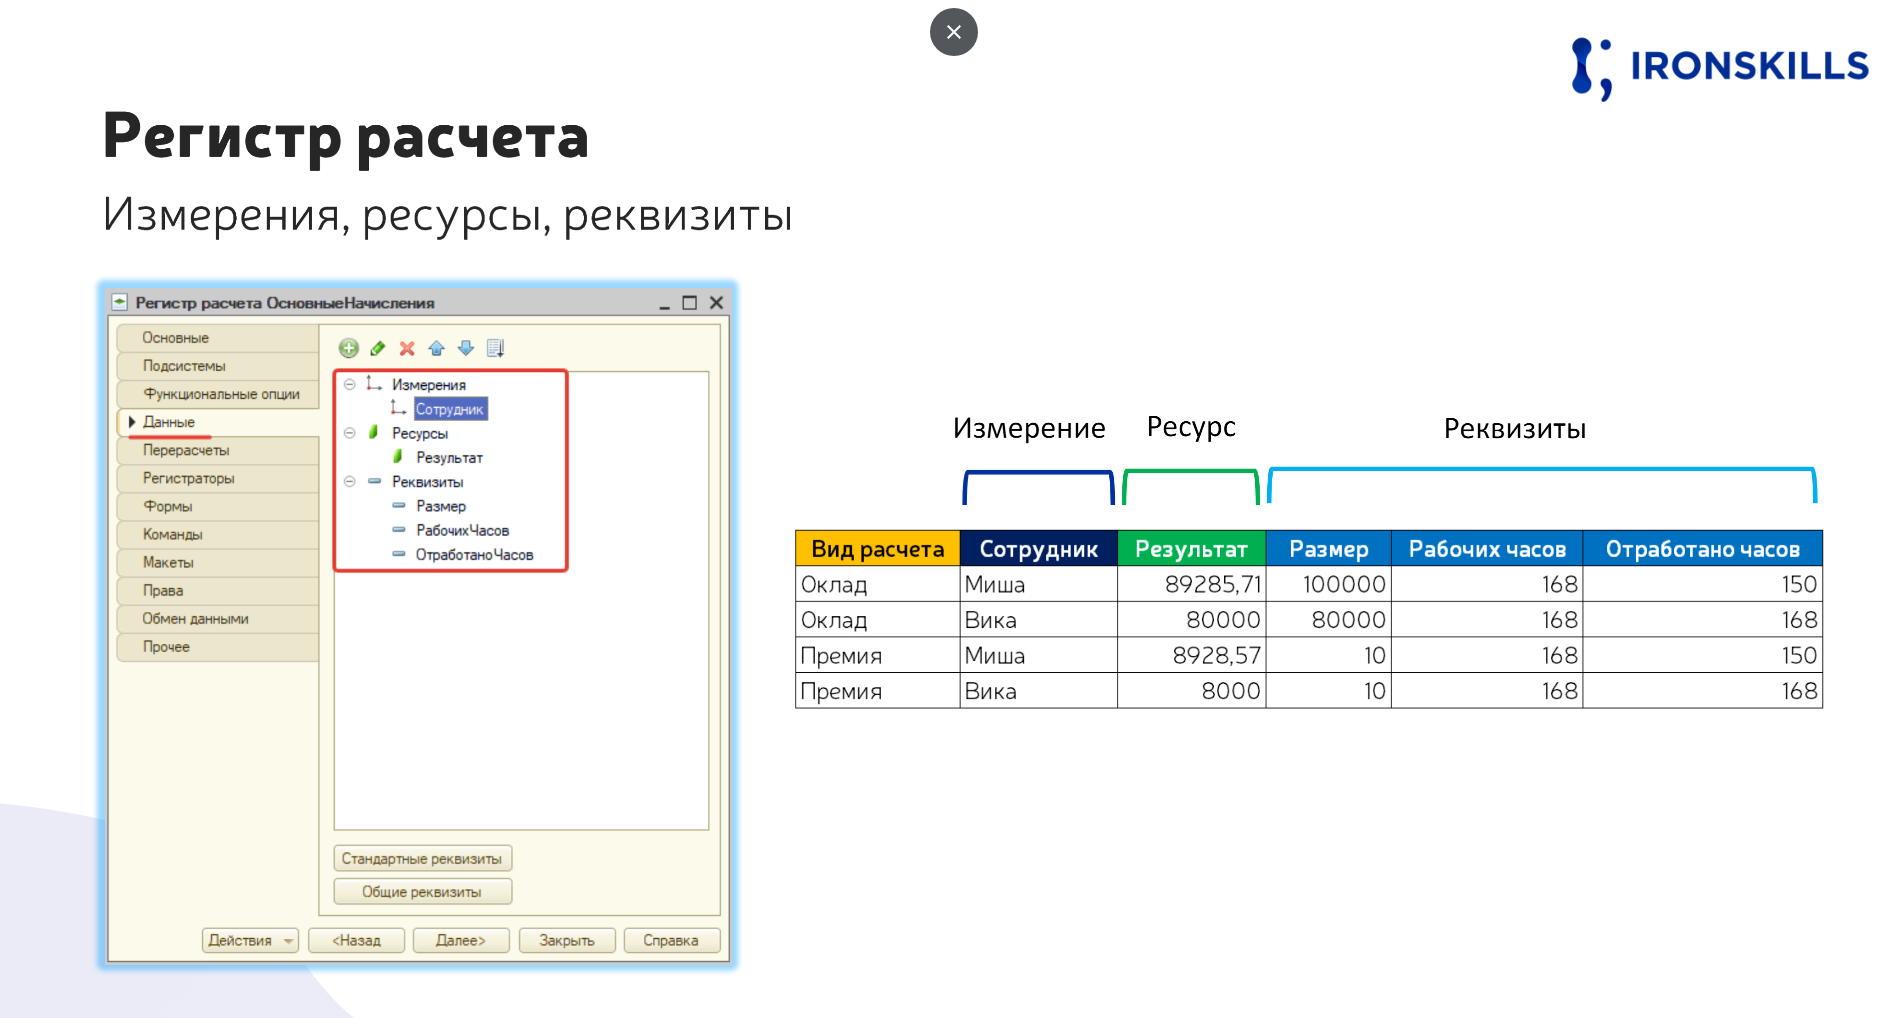 IRONSKILLS
Регистр расчета
Измерения, ресурсы, реквизиты
Регистр расчета ОсновныеНачисления
Основные
Подсистемы
Функциональные опции
Данные
Перерасчеты
Регистраторы
Формы
Команды
Макеты
Права
Обмен данными
Прочее
Измерения
Сотрудник
Ресурсы
Результат
Реквизиты
Размер
РабочихЧасов
ОтработаноЧасов
Стандартные реквизиты
Общие реквизиты
Действия <Назад Далее> Закрыть Справка
Измерение Ресурс Реквизиты
Вид расчета Сотрудник Результат Размер Рабочих часов Отработано часов
Оклад Миша 89285,71 100000 168 150
Оклад Вика 80000 80000 168 168
Премия Миша 8928,57 10 168 150
Премия Вика 8000 10 168 168